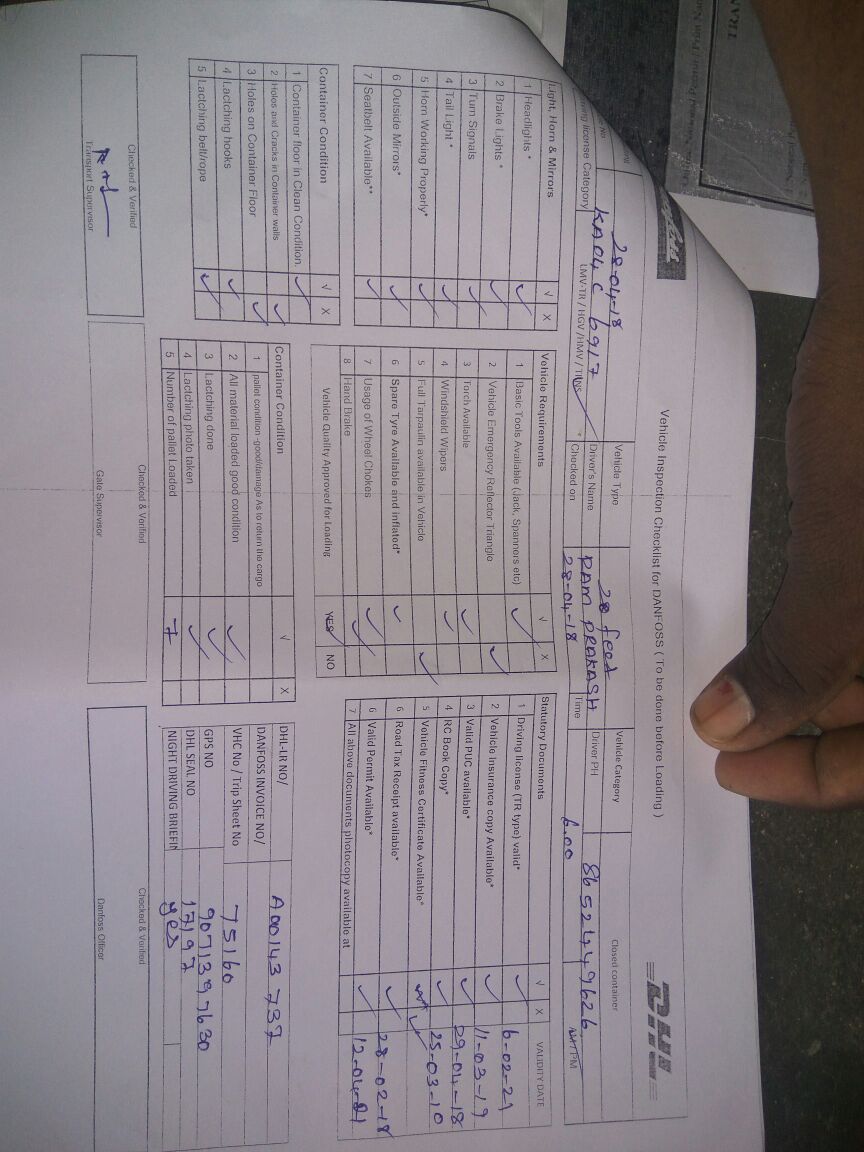 Vehicle Inspection Checklist for DANFOSS ( To be done before Loading )
DHL
28-04-18
Vehicle Type
28 feet
Vehicle Category
Closed container
KA04 C 6917
Driver's Name
RAM PRAKASH
Driver PH
8652449626
License Category
LMV-TR / HGV /HMV / TRNS
Checked on
28-04-18
Time
6.00
AM/PM
Light, Horn & Mirrors √ X
1 Headlights *
2 Brake Lights *
3 Turn Signals
4 Tail Light *
5 Horn Working Properly*
6 Outside Mirrors*
7 Seatbelt Available**
Vehicle Requirements √ X
1 Basic Tools Available (Jack, Spanners etc)
2 Vehicle Emergency Reflector Triangle
3 Torch Available
4 Windshield Wipers
5 Full Tarpaulin available in Vehicle
6 Spare Tyre Available and inflated*
7 Usage of Wheel Chokes
8 Hand Brake
Vehicle Quality Approved for Loading YES NO
Statutory Documents √ X VALIDITY DATE
1 Driving license (TR type) valid* 6-02-21
2 Vehicle Insurance copy Available* 11-03-19
3 Valid PUC available* 29-04-18
4 RC Book Copy* 25-03-10
5 Vehicle Fitness Certificate Available*
6 Road Tax Receipt available* 28-02-18
6 Valid Permit Available*
7 All above documents photocopy available at
Container Condition √ X
1 Container floor in Clean Condition.
2 Holes and Cracks in Container walls
3 Holes on Container Floor
4 Lactching hooks
5 Lactching belt/rope
Container Condition √ X
1 pallet condition -good/damage As to return the cargo
2 All material loaded good condition
3 Lactching done
4 Lactching photo taken
5 Number of pallet Loaded 7
DHL-LR NO/ A00143 737
DANFOSS INVOICE NO/
VHC No / Trip Sheet No 75160
GPS NO 9071397630
DHL SEAL NO 17197
NIGHT DRIVING BRIEFIN yes
Checked & Verified
Transport Supervisor
Checked & Verified
Gate Supervisor
Checked & Verified
Danfoss Officer